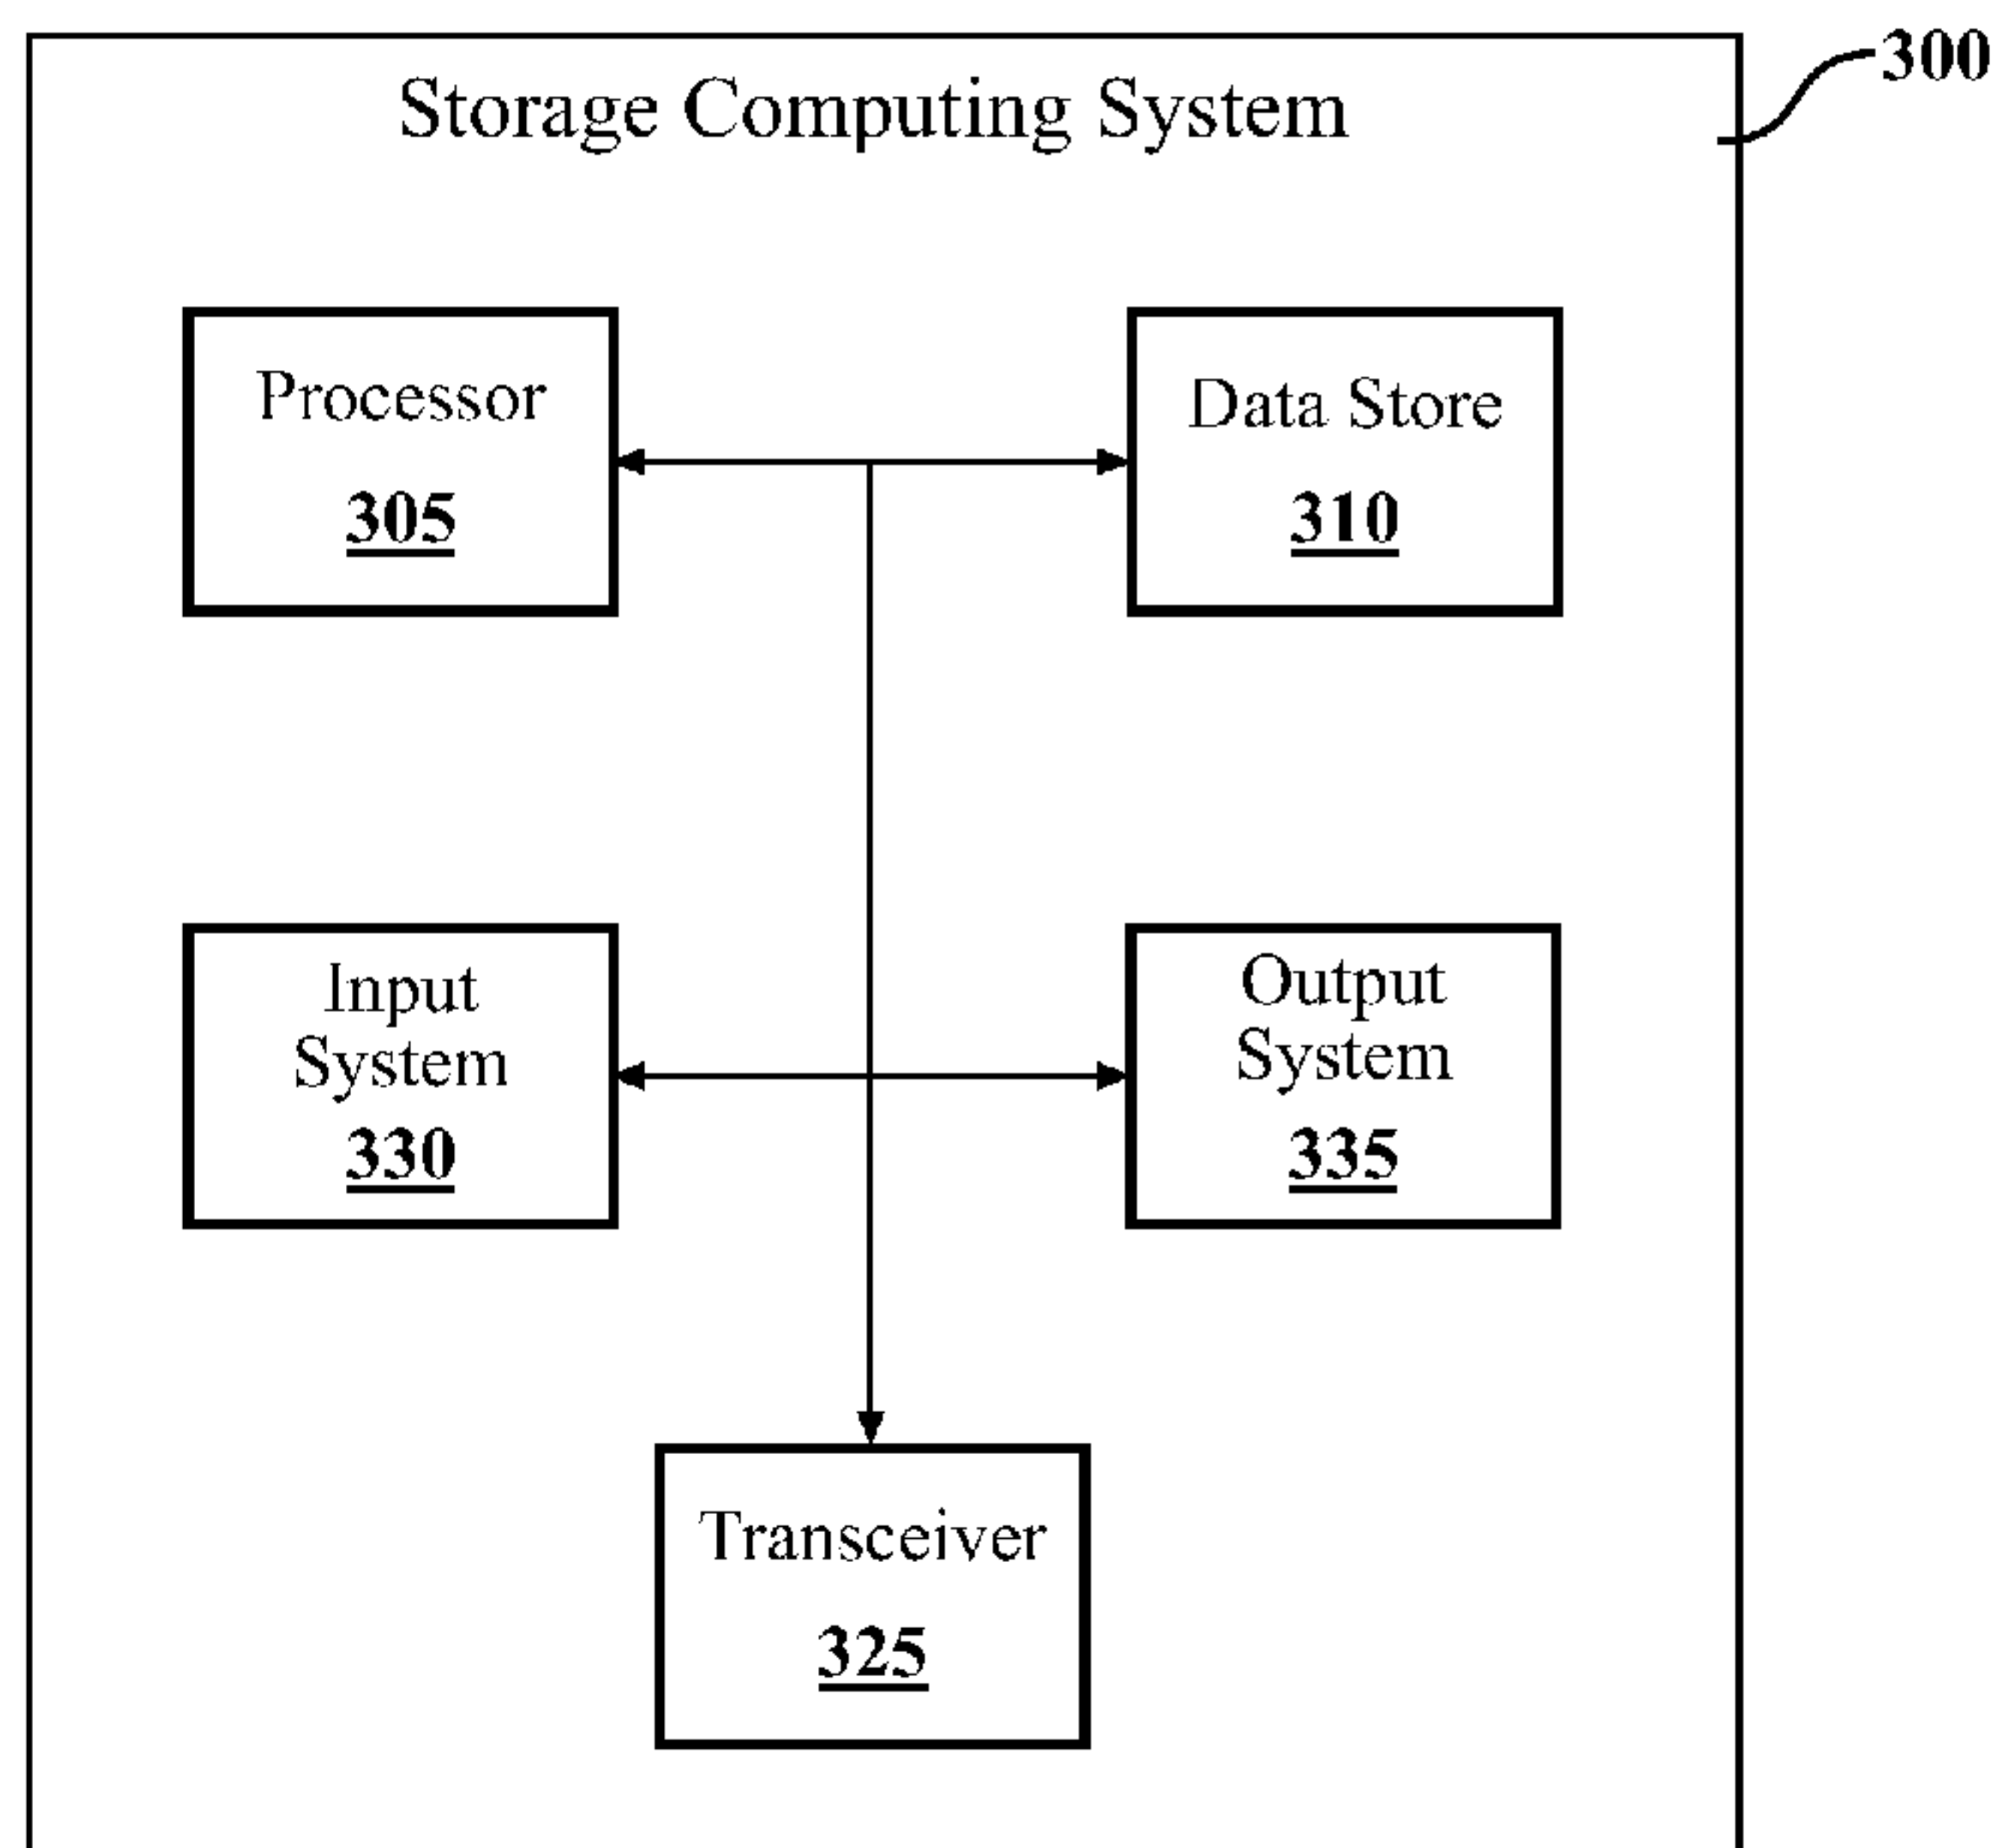 300
Storage Computing System
Processor
305
Data Store
310
Input
System
330
Output
System
335
Transceiver
325